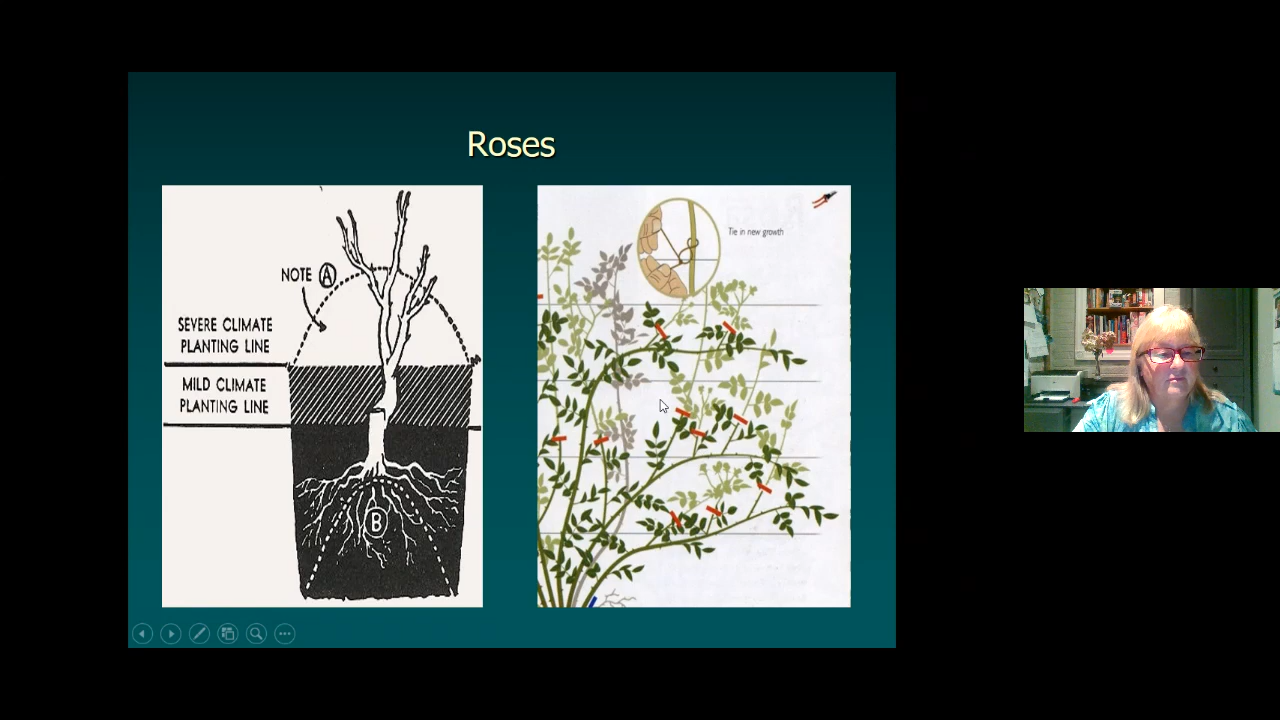 Roses
NOTE A
SEVERE CLIMATE
PLANTING LINE
MILD CLIMATE
PLANTING LINE
B
Tie in new growth